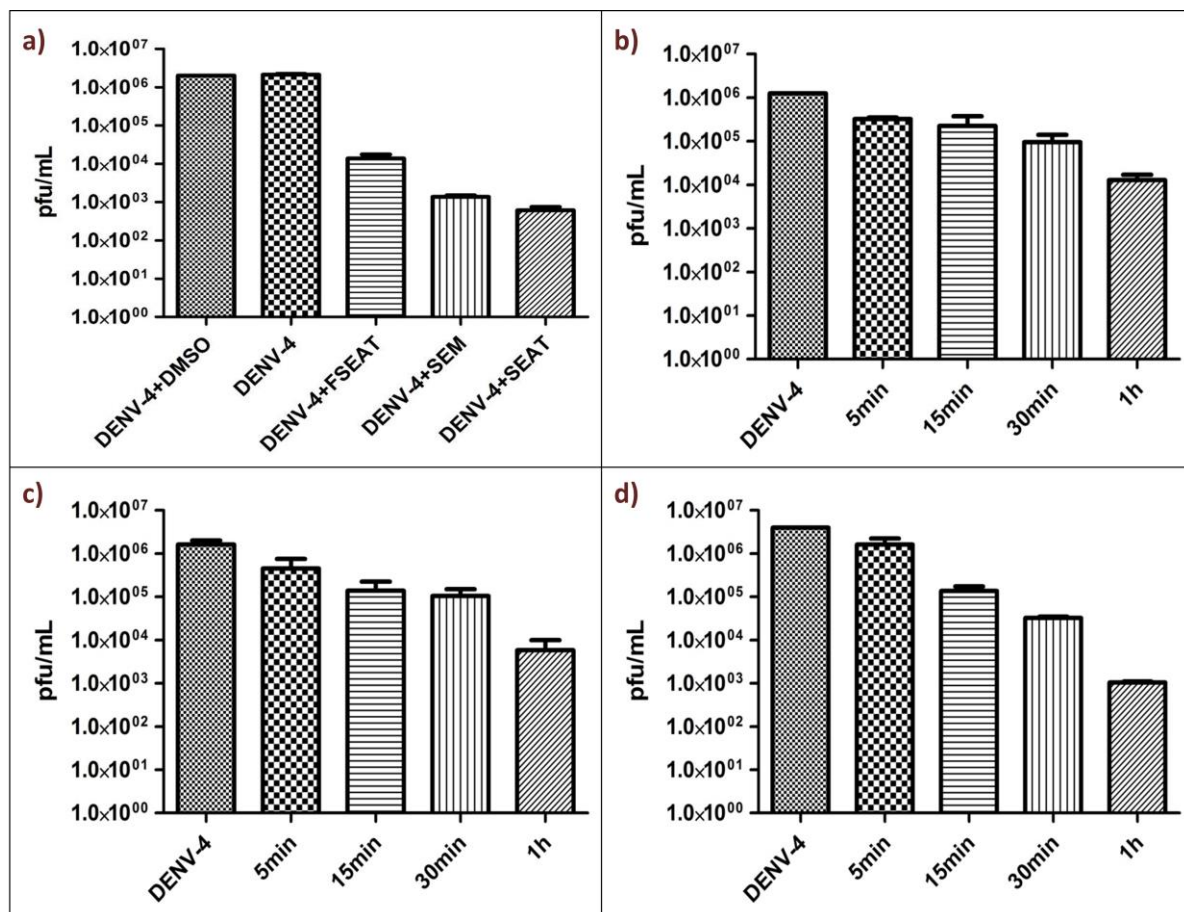 a)
pfu/mL
1.0×10⁰⁷
1.0×10⁰⁶
1.0×10⁰⁵
1.0×10⁰⁴
1.0×10⁰³
1.0×10⁰²
1.0×10⁰¹
1.0×10⁰⁰
DENV-4+DMSO
DENV-4
DENV-4+FSEAT
DENV-4+SEM
DENV-4+SEAT
b)
pfu/mL
1.0×10⁰⁷
1.0×10⁰⁶
1.0×10⁰⁵
1.0×10⁰⁴
1.0×10⁰³
1.0×10⁰²
1.0×10⁰¹
1.0×10⁰⁰
DENV-4
5min
15min
30min
1h
c)
pfu/mL
1.0×10⁰⁷
1.0×10⁰⁶
1.0×10⁰⁵
1.0×10⁰⁴
1.0×10⁰³
1.0×10⁰²
1.0×10⁰¹
1.0×10⁰⁰
DENV-4
5min
15min
30min
1h
d)
pfu/mL
1.0×10⁰⁷
1.0×10⁰⁶
1.0×10⁰⁵
1.0×10⁰⁴
1.0×10⁰³
1.0×10⁰²
1.0×10⁰¹
1.0×10⁰⁰
DENV-4
5min
15min
30min
1h